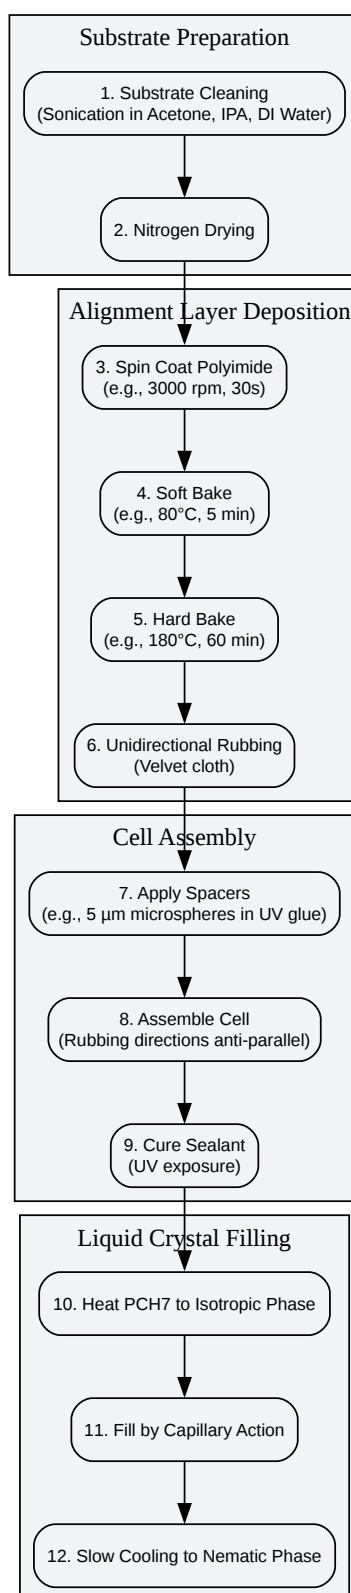 Substrate Preparation
1. Substrate Cleaning
(Sonication in Acetone, IPA, DI Water)
2. Nitrogen Drying
Alignment Layer Deposition
3. Spin Coat Polyimide
(e.g., 3000 rpm, 30s)
4. Soft Bake
(e.g., 80°C, 5 min)
5. Hard Bake
(e.g., 180°C, 60 min)
6. Unidirectional Rubbing
(Velvet cloth)
Cell Assembly
7. Apply Spacers
(e.g., 5 µm microspheres in UV glue)
8. Assemble Cell
(Rubbing directions anti-parallel)
9. Cure Sealant
(UV exposure)
Liquid Crystal Filling
10. Heat PCH7 to Isotropic Phase
11. Fill by Capillary Action
12. Slow Cooling to Nematic Phase